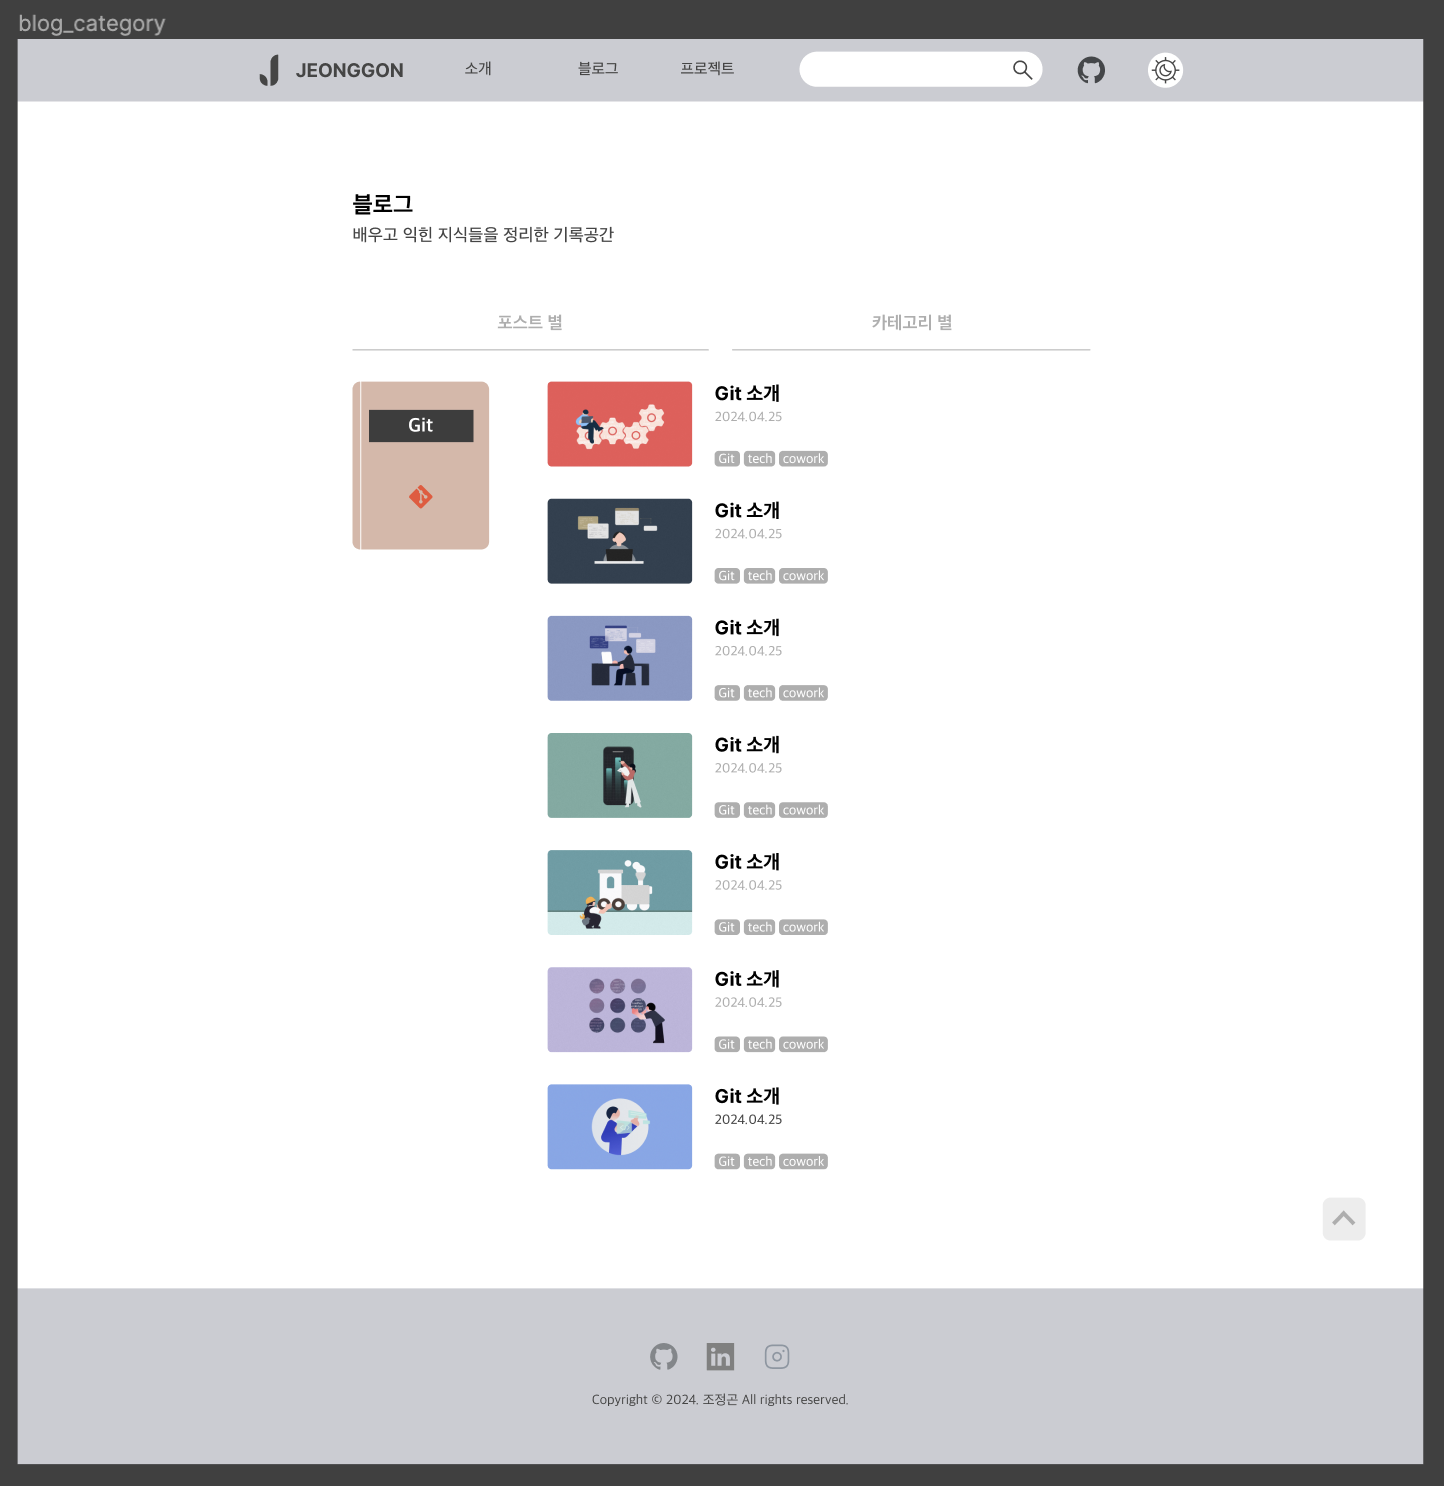 blog_category
JEONGGON 소개 블로그 프로젝트
블로그
배우고 익힌 지식들을 정리한 기록공간
포스트 별 카테고리 별
Git
Git 소개
2024.04.25
Git tech cowork
Git 소개
2024.04.25
Git tech cowork
Git 소개
2024.04.25
Git tech cowork
Git 소개
2024.04.25
Git tech cowork
Git 소개
2024.04.25
Git tech cowork
Git 소개
2024.04.25
Git tech cowork
Git 소개
2024.04.25
Git tech cowork
in
Copyright © 2024. 조정곤 All rights reserved.